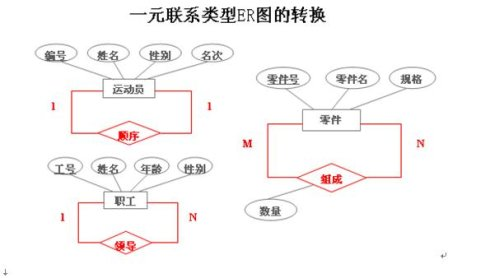 一元联系类型ER图的转换
编号 姓名 性别 名次
运动员
1 1
顺序
工号 姓名 年龄 性别
职工
1 N
领导
零件号 零件名 规格
零件
M N
组成
数量